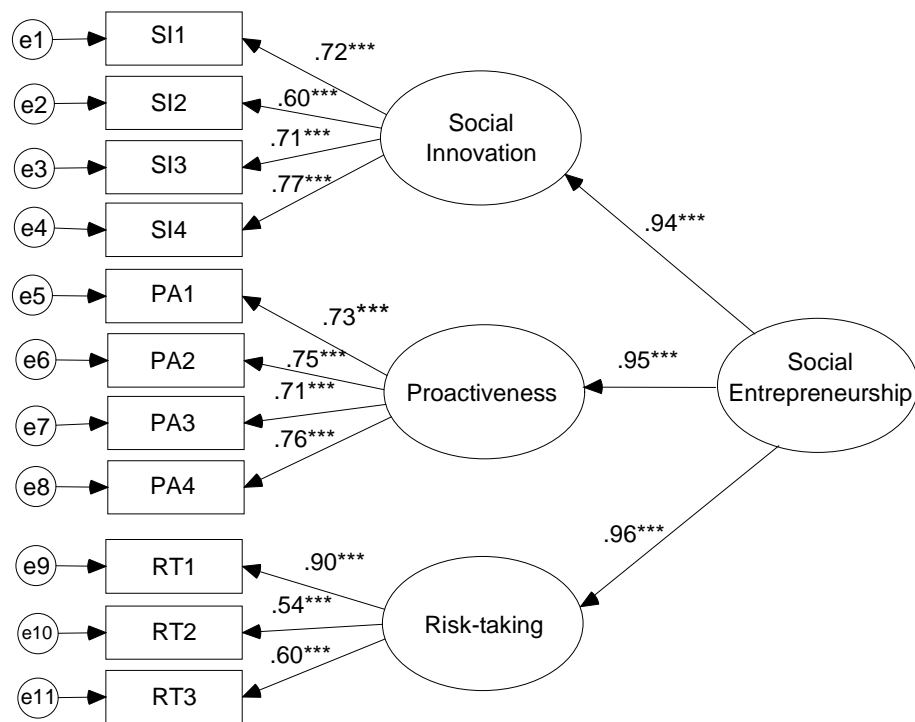 e1
SI1
.72***
e2
SI2
.60***
Social
Innovation
e3
SI3
.71***
.77***
e4
SI4
.94***
e5
PA1
.73***
e6
PA2
.75***
.95***
Social
Entrepreneurship
.71***
Proactiveness
e7
PA3
.76***
e8
PA4
.96***
e9
RT1
.90***
e10
RT2
.54***
Risk-taking
.60***
e11
RT3